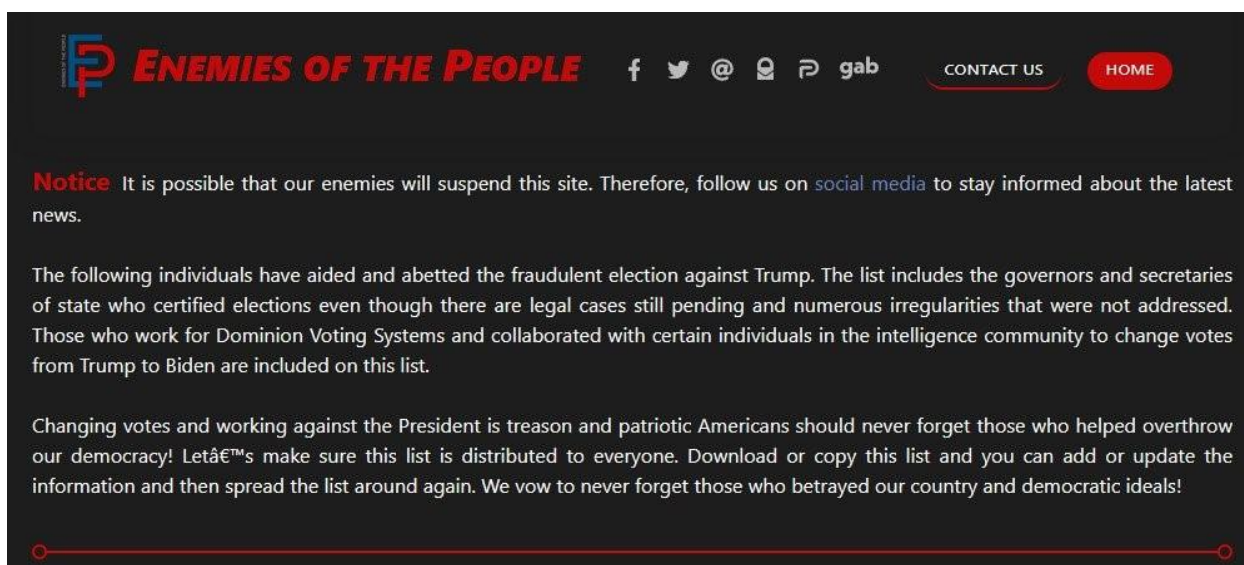 ENEMIES OF THE PEOPLE
gab
CONTACT US
HOME
Notice It is possible that our enemies will suspend this site. Therefore, follow us on social media to stay informed about the latest
news.
The following individuals have aided and abetted the fraudulent election against Trump. The list includes the governors and secretaries
of state who certified elections even though there are legal cases still pending and numerous irregularities that were not addressed.
Those who work for Dominion Voting Systems and collaborated with certain individuals in the intelligence community to change votes
from Trump to Biden are included on this list.
Changing votes and working against the President is treason and patriotic Americans should never forget those who helped overthrow
our democracy! Letâ€™s make sure this list is distributed to everyone. Download or copy this list and you can add or update the
information and then spread the list around again. We vow to never forget those who betrayed our country and democratic ideals!